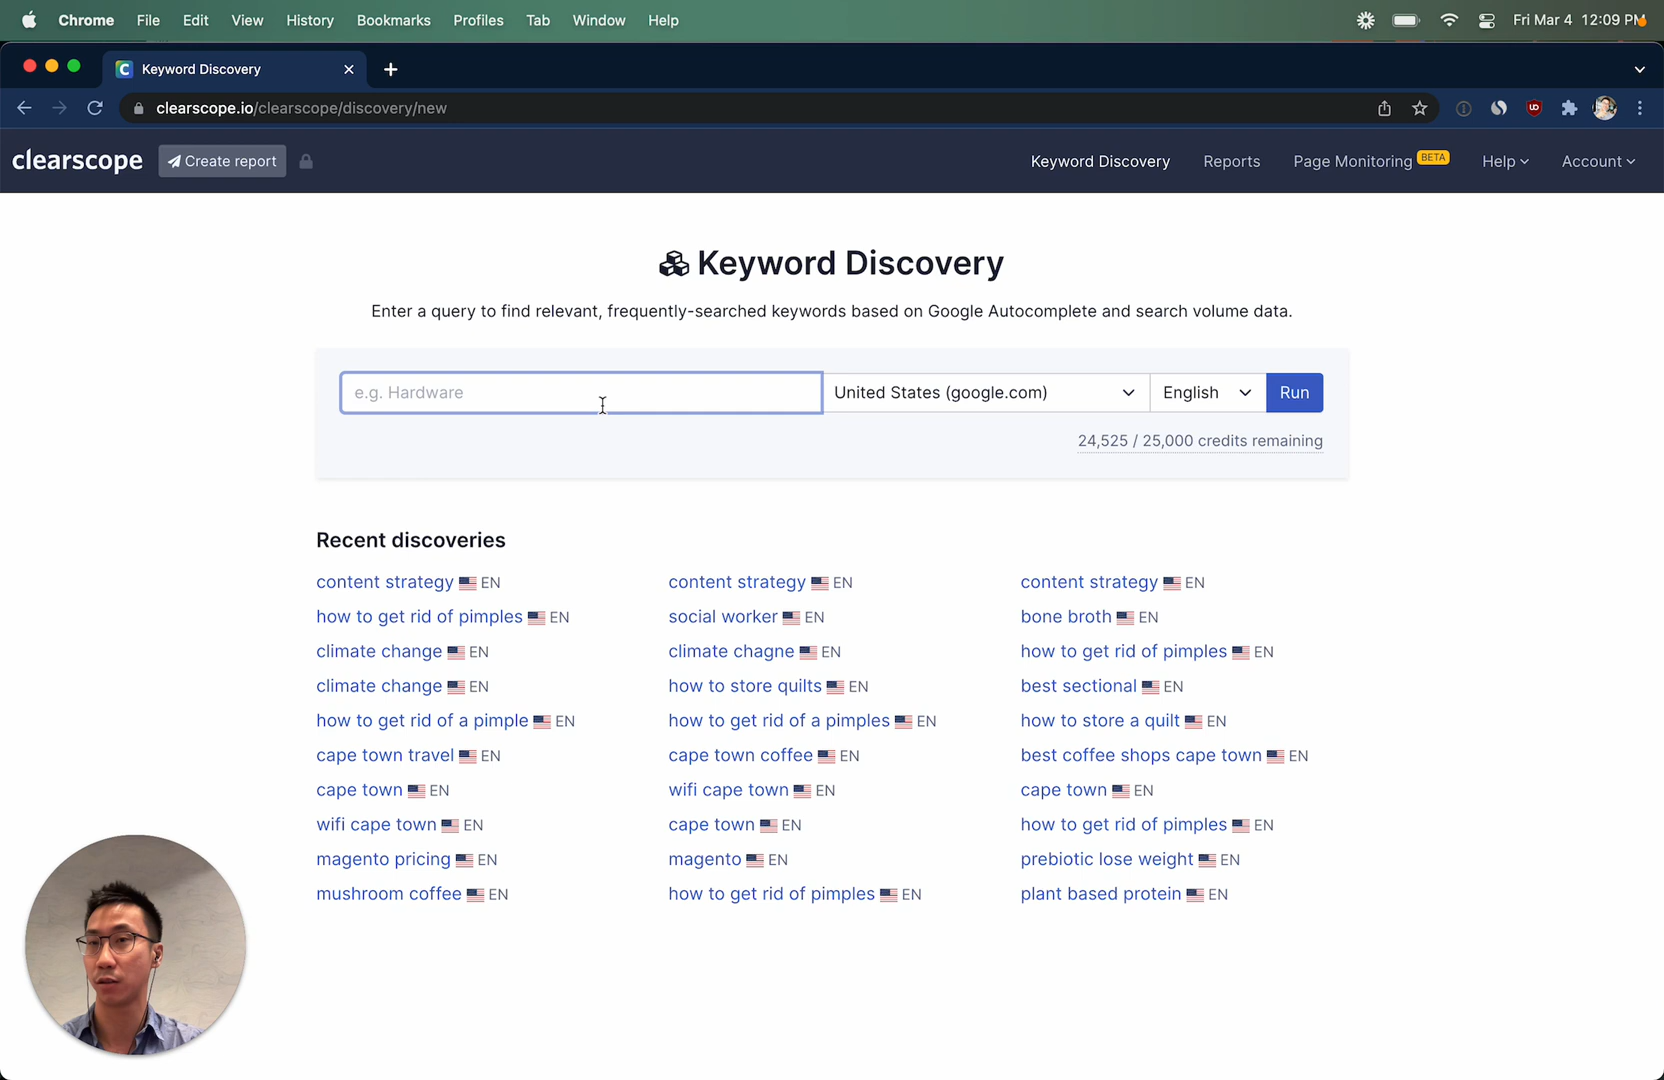 Chrome File Edit View History Bookmarks Profiles Tab Window Help Fri Mar 4 12:09 PM
Keyword Discovery
clearscope.io/clearscope/discovery/new
clearscope Create report Keyword Discovery Reports Page Monitoring BETA Help Account
Keyword Discovery
Enter a query to find relevant, frequently-searched keywords based on Google Autocomplete and search volume data.
e.g. Hardware United States (google.com) English Run
24,525 / 25,000 credits remaining
Recent discoveries
content strategy EN content strategy EN content strategy EN
how to get rid of pimples EN social worker EN bone broth EN
climate change EN climate chagne EN how to get rid of pimples EN
climate change EN how to store quilts EN best sectional EN
how to get rid of a pimple EN how to get rid of a pimples EN how to store a quilt EN
cape town travel EN cape town coffee EN best coffee shops cape town EN
cape town EN wifi cape town EN cape town EN
wifi cape town EN cape town EN how to get rid of pimples EN
magento pricing EN magento EN prebiotic lose weight EN
mushroom coffee EN how to get rid of pimples EN plant based protein EN